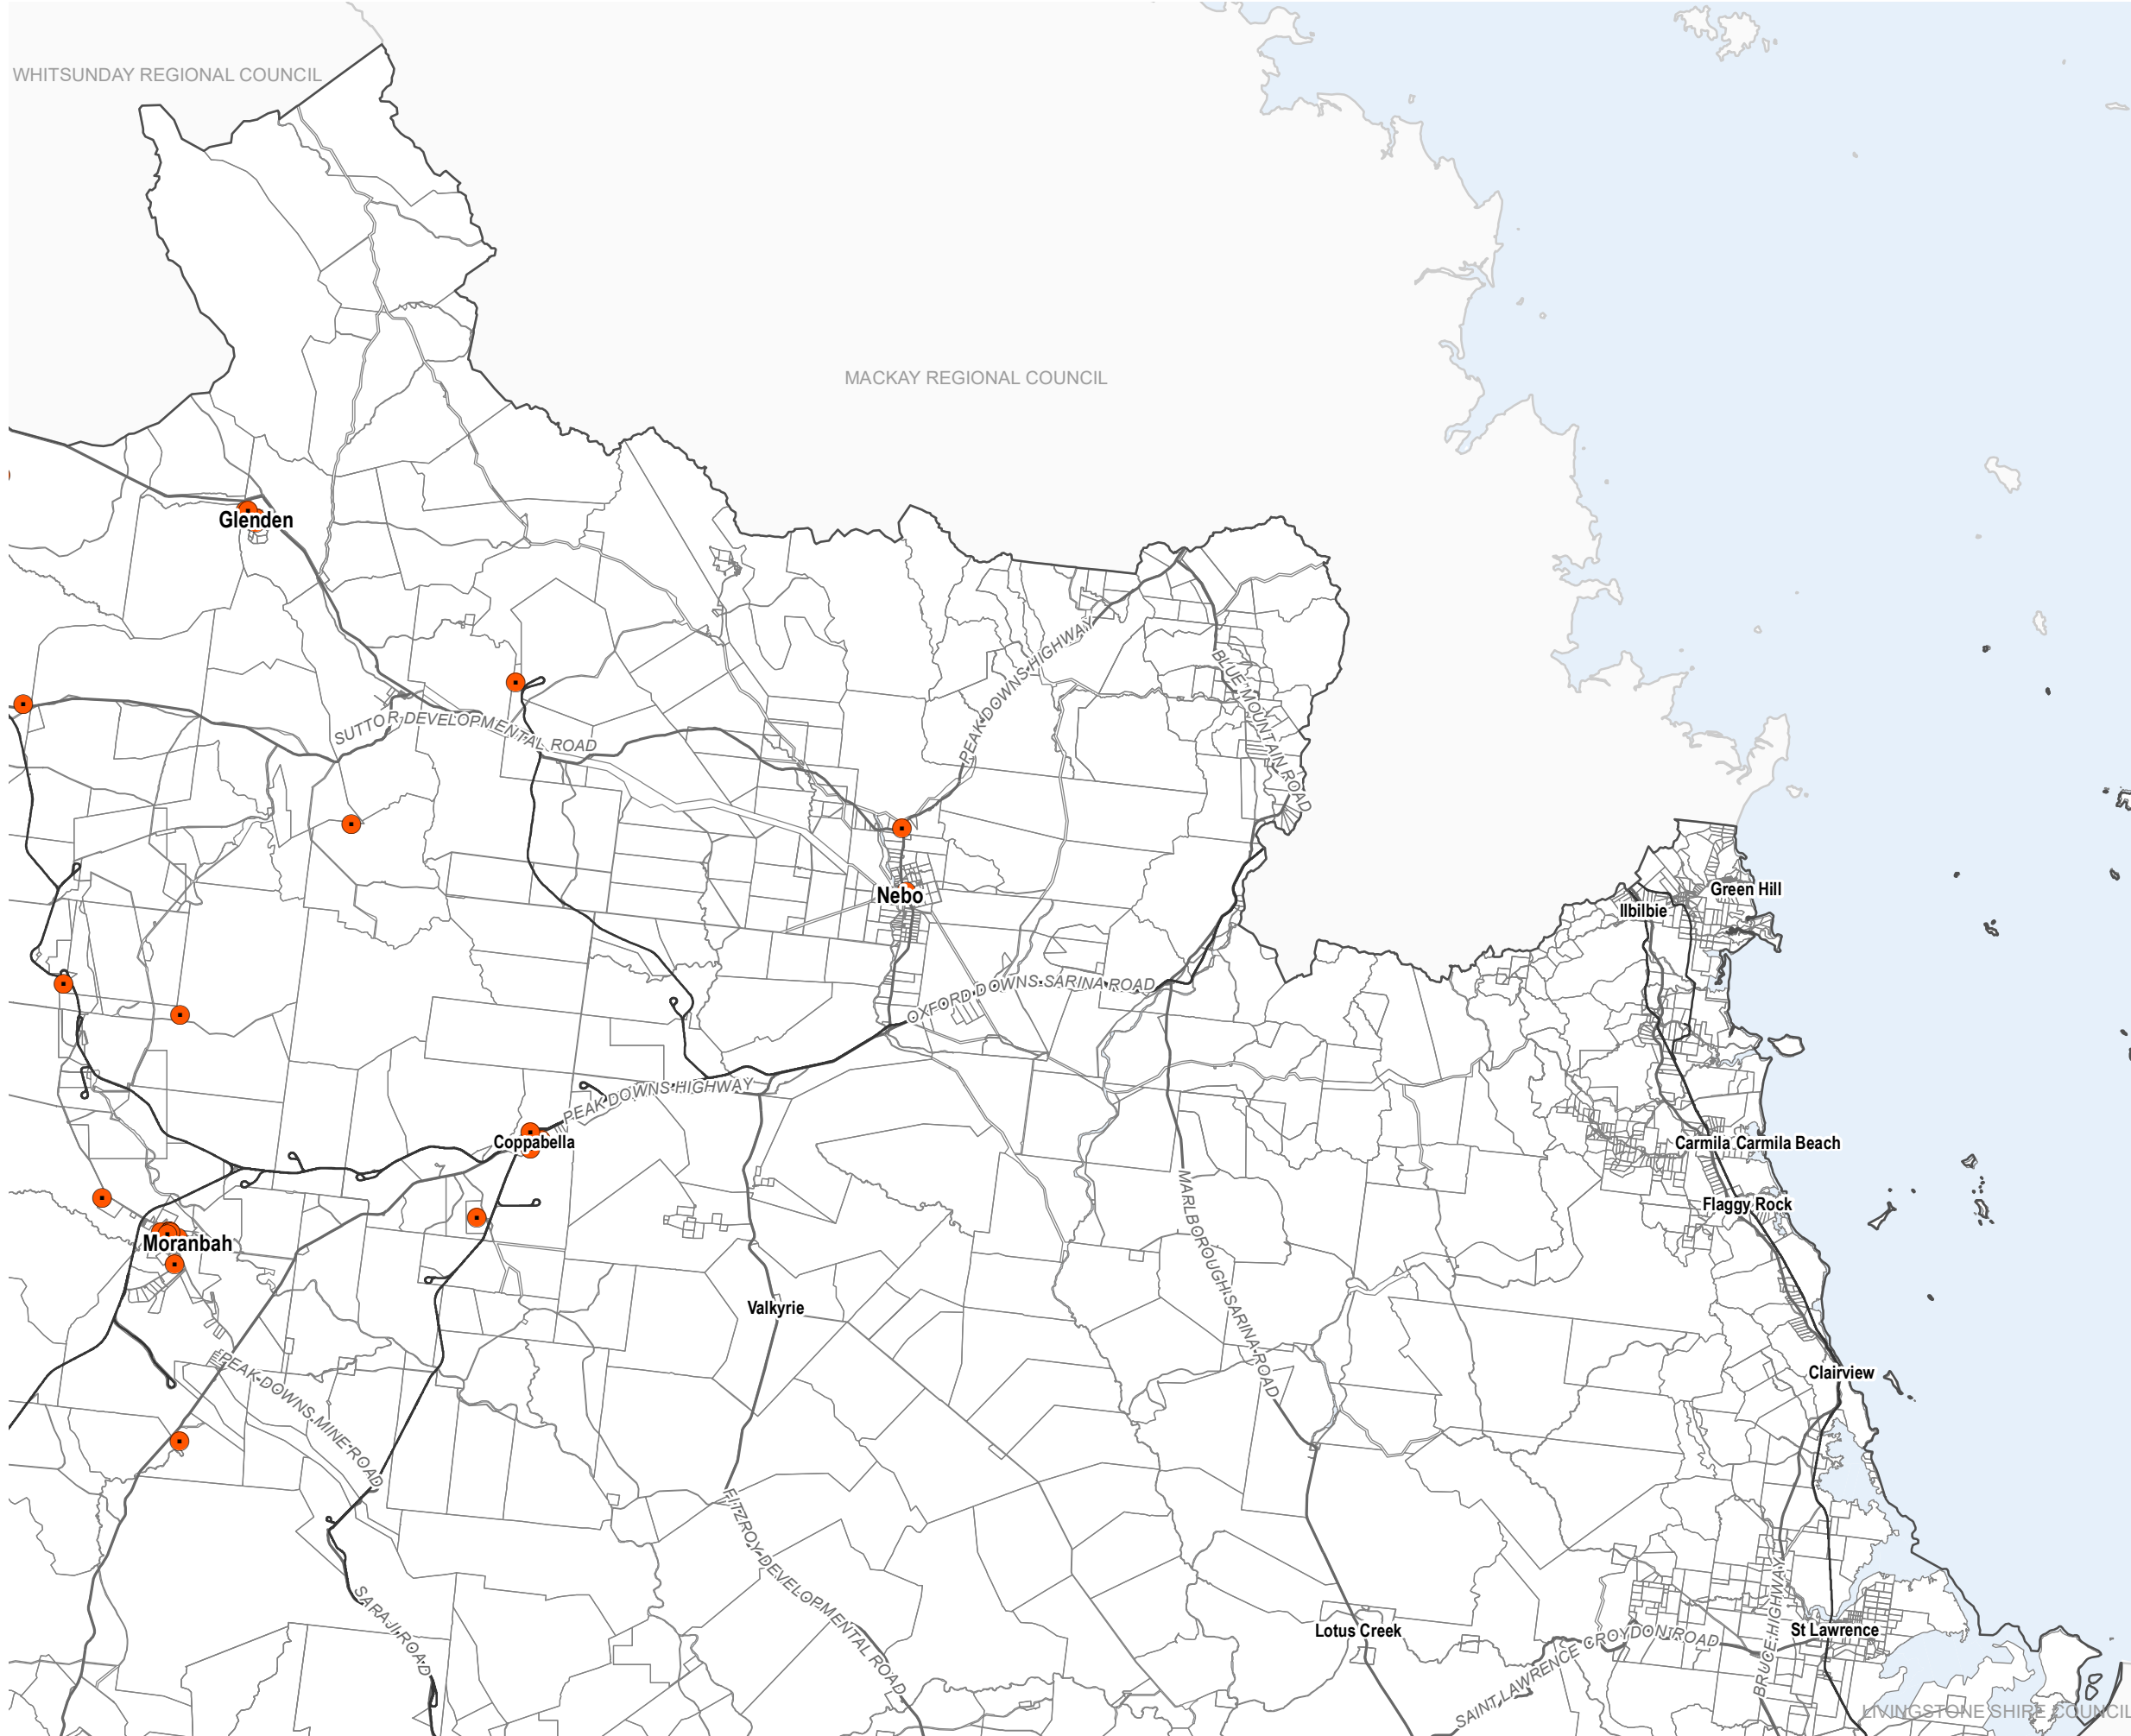 WHITSUNDAY REGIONAL COUNCIL
MACKAY REGIONAL COUNCIL
Glenden
PEAK DOWNS HIGHWAY
BLUE MOUNTAIN ROAD
SUTTOR DEVELOPMENTAL ROAD
Nebo
Green Hill
Ilbilbie
OXFORD DOWNS SARINA ROAD
PEAK DOWNS HIGHWAY
Coppabella
Carmila
Carmila Beach
Flaggy Rock
Moranbah
MARLBOROUGH SARINA ROAD
Valkyrie
PEAK DOWNS MINE ROAD
Clairview
FITZROY DEVELOPMENTAL ROAD
SARAJI ROAD
BRUCE HIGHWAY
Lotus Creek
St Lawrence
SAINT LAWRENCE CROYDON ROAD
LIVINGSTONE SHIRE COUNCIL